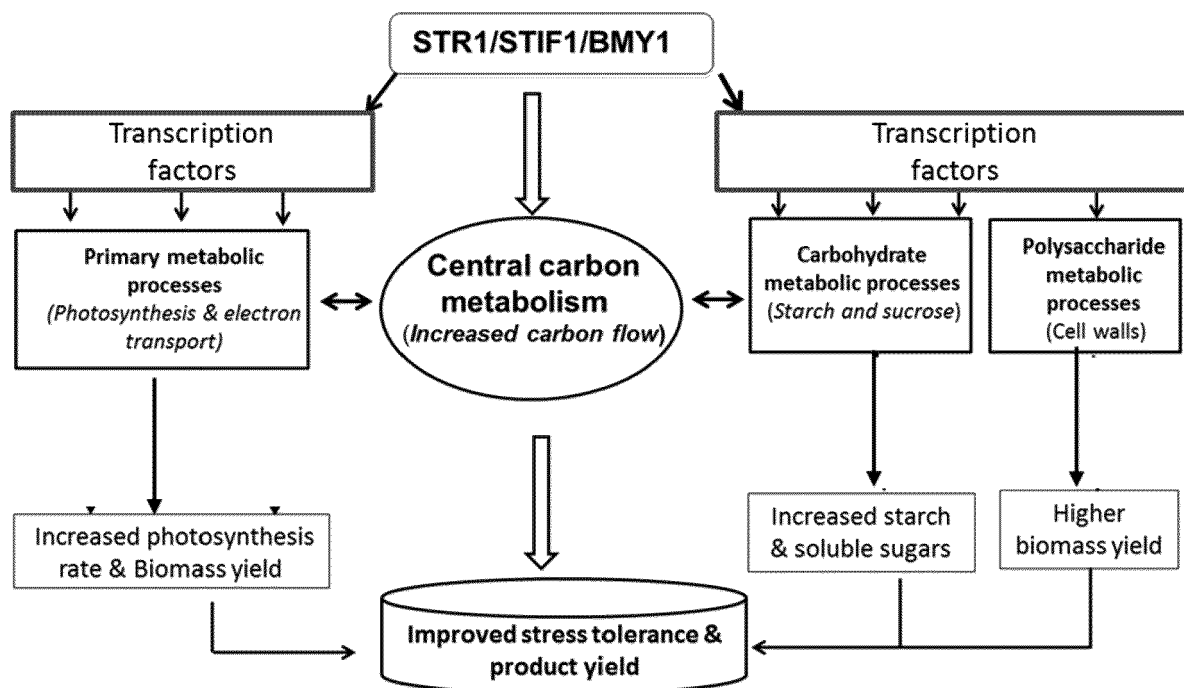 STR1/STIF1/BMY1
Transcription
factors
Transcription
factors
Primary metabolic
processes
(Photosynthesis & electron
transport)
Central carbon
metabolism
(Increased carbon flow)
Carbohydrate
metabolic processes
(Starch and sucrose)
Polysaccharide
metabolic
processes
(Cell walls)
Increased photosynthesis
rate & Biomass yield
Increased starch
& soluble sugars
Higher
biomass yield
Improved stress tolerance &
product yield